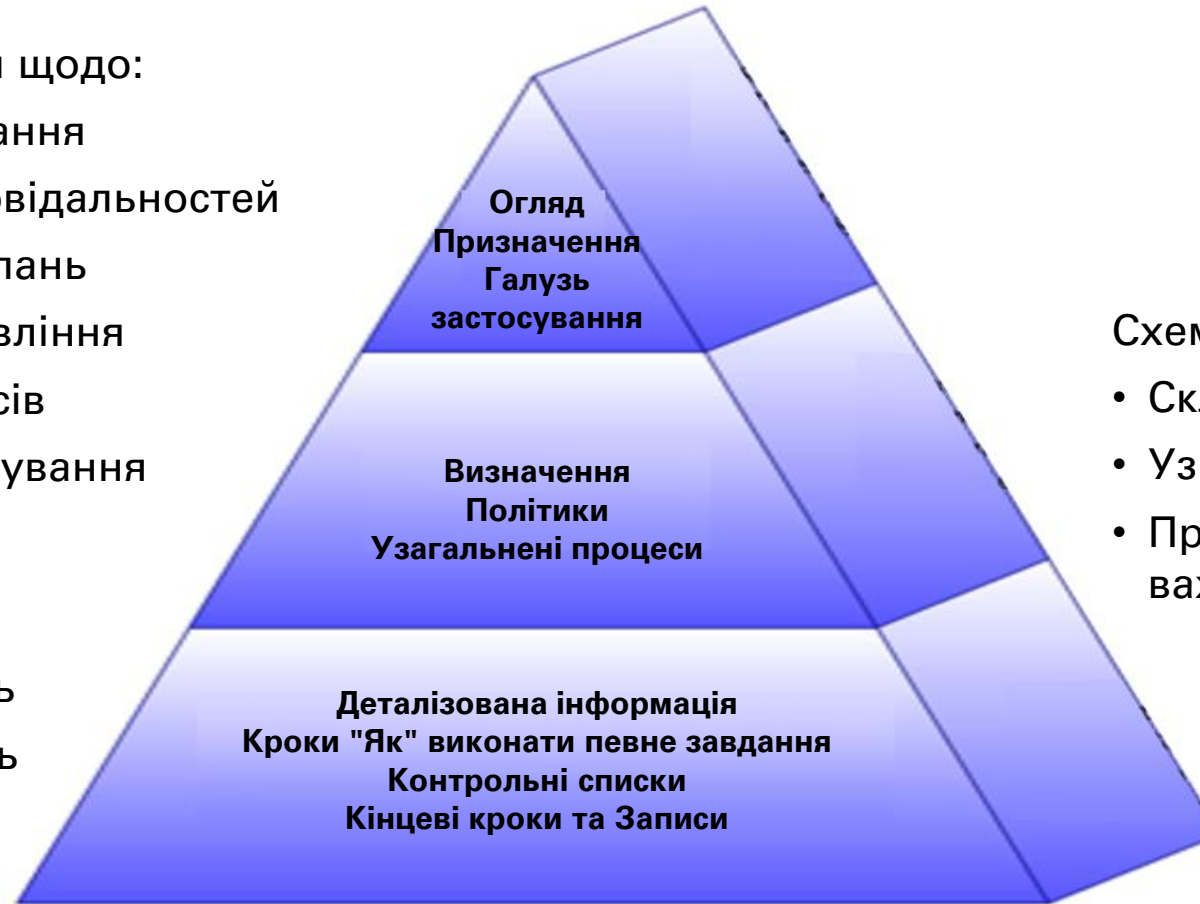 щодо:
ання
овідальностей
вління
сів
ування
ь
ь
Огляд
Призначення
Галузь
застосування
Визначення
Політики
Узагальнені процеси
Деталізована інформація
Кроки "Як" виконати певне завдання
Контрольні списки
Кінцеві кроки та Записи
Схем
• Ск
• Уз
• Пр
ва